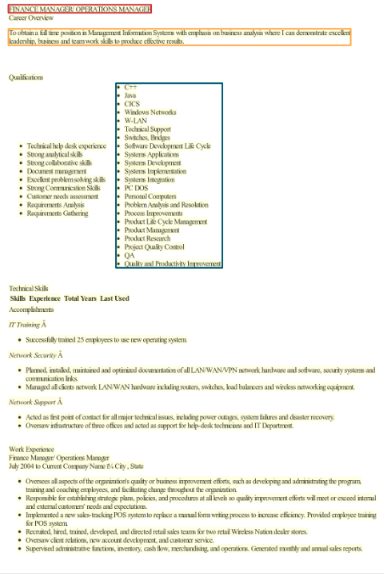 FINANCE MANAGER/ OPERATIONS MANAGER
Career Overview
To obtain a full time position in Management Information Systems with emphasis on business analysis where I can demonstrate excellent
leadership, business and teamwork skills to produce effective results.
Qualifications
Technical help desk experience
Strong analytical skills
Strong collaborative skills
Document management
Excellent problem solving skills
Strong Communication Skills
Customer needs assessment
Requirements Analysis
Requirements Gathering
C++
Java
CICS
Windows Networks
W-LAN
Technical Support
Switches, Bridges
Software Development Life Cycle
Systems Applications
Systems Development
Systems Implementation
Systems Integration
PC DOS
Personal Computers
Problem Analysis and Resolution
Process Improvements
Product Life Cycle Management
Product Management
Product Research
Project Quality Control
QA
Quality and Productivity Improvement
Technical Skills
Skills Experience Total Years Last Used
Accomplishments
IT Training Â
Successfully trained 25 employees to use new operating system.
Network Security Â
Planned, installed, maintained and optimized documentation of all LAN/WAN/VPN network hardware and software, security systems and
communication links.
Managed all clients network LAN/WAN hardware including routers, switches, load balancers and wireless networking equipment.
Network Support Â
Acted as first point of contact for all major technical issues, including power outages, system failures and disaster recovery.
Oversaw infrastructure of three offices and acted as support for help-desk technicians and IT Department.
Work Experience
Finance Manager/ Operations Manager
July 2004 to Current Company Name ï¼ City , State
Oversees all aspects of the organization's quality or business improvement efforts, such as developing and administering the program,
training and coaching employees, and facilitating change throughout the organization.
Responsible for establishing strategic plans, policies, and procedures at all levels so quality improvement efforts will meet or exceed internal
and external customers' needs and expectations.
Implemented a new sales-tracking POS system to replace a manual form writing process to increase efficiency. Provided employee training
for POS system.
Recruited, hired, trained, developed, and directed retail sales teams for two retail Wireless Nation dealer stores.
Oversaw client relations, new account development, and customer service.
Supervised administrative functions, inventory, cash flow, merchandising, and operations. Generated monthly and annual sales reports.